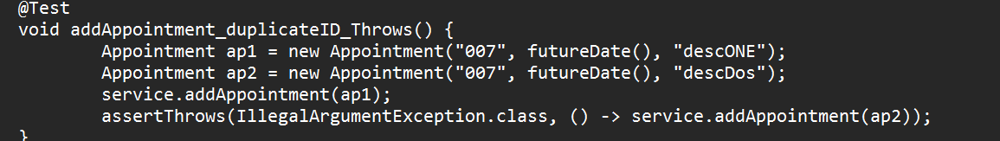 @Test
void addAppointment_duplicateID_Throws() {
        Appointment ap1 = new Appointment("007", futureDate(), "descONE");
        Appointment ap2 = new Appointment("007", futureDate(), "descDos");
        service.addAppointment(ap1);
        assertThrows(IllegalArgumentException.class, () -> service.addAppointment(ap2));
}